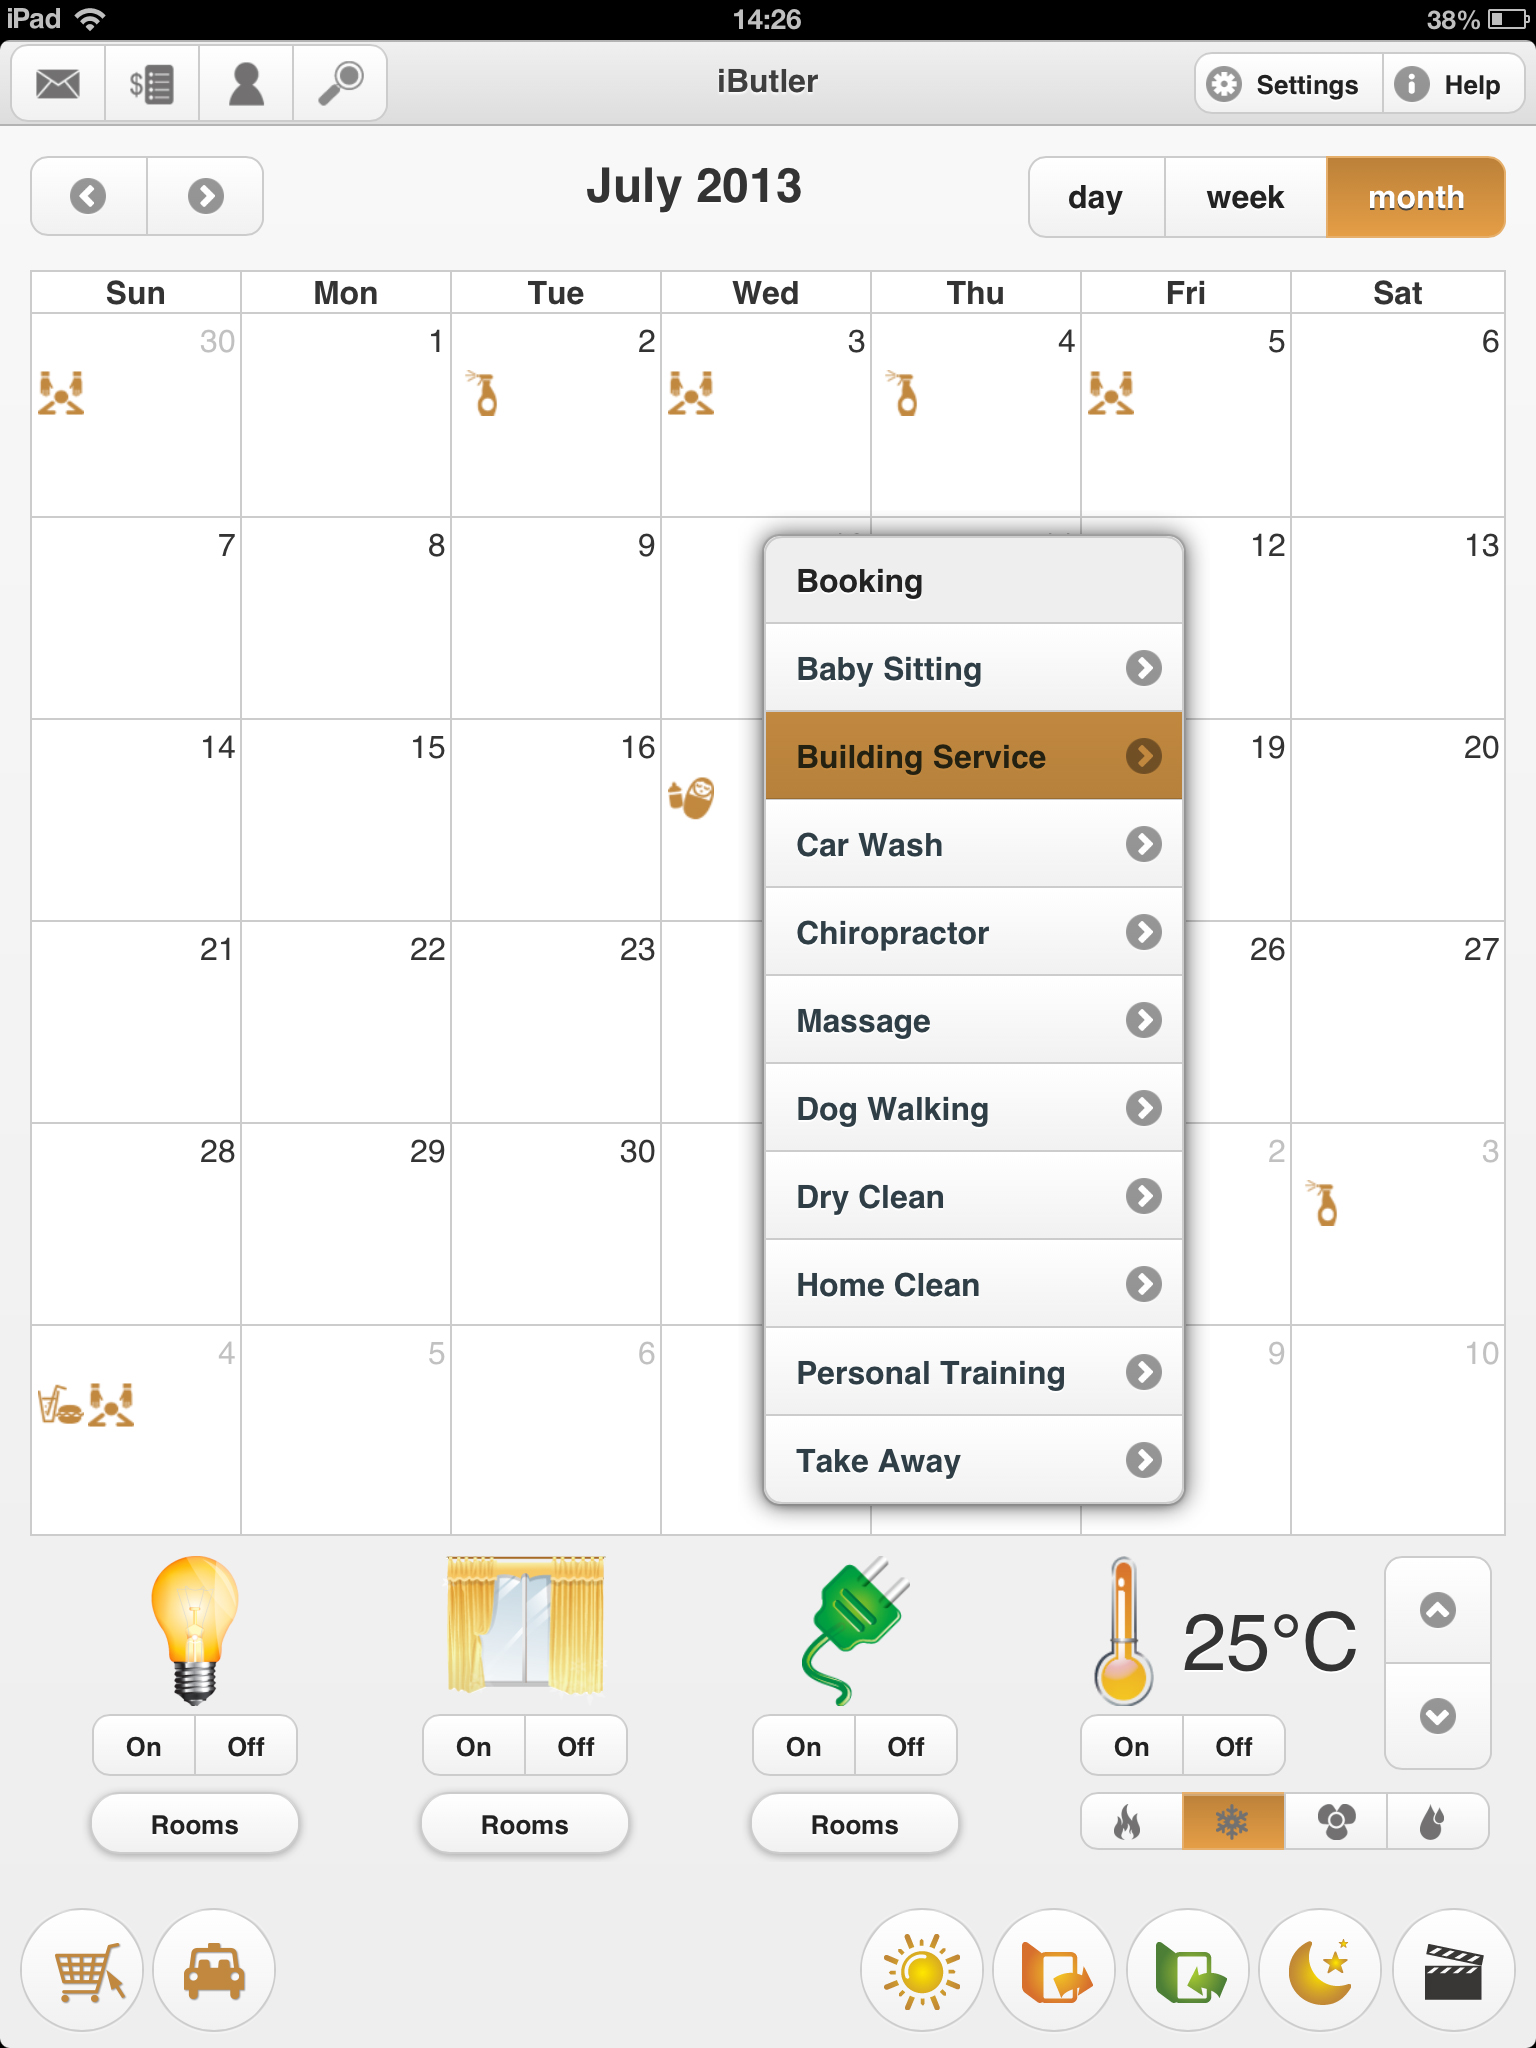 iPad 14:26 38%
iButler Settings Help
July 2013 day week month
Sun Mon Tue Wed Thu Fri Sat
30 1 2 3 4 5 6
7 8 9 12 13
Booking
Baby Sitting
14 15 16 19 20
Building Service
Car Wash
Chiropractor
21 22 23 26 27
Massage
Dog Walking
28 29 30 2 3
Dry Clean
Home Clean
4 5 6 9 10
Personal Training
Take Away
25°C
On Off On Off On Off On Off
Rooms Rooms Rooms